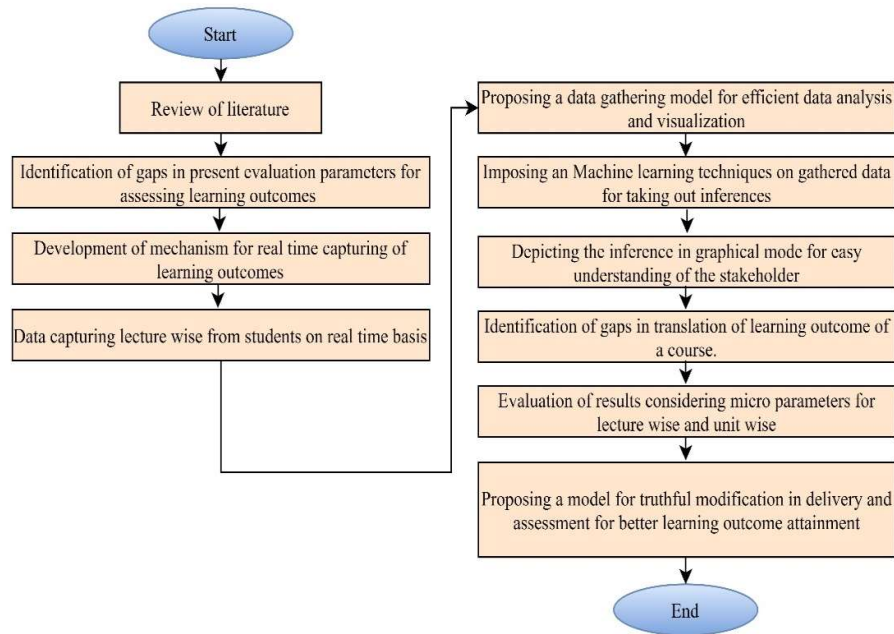 Start
Review of literature
Identification of gaps in present evaluation parameters for
assessing learning outcomes
Development of mechanism for real time capturing of
learning outcomes
Data capturing lecture wise from students on real time basis
Proposing a data gathering model for efficient data analysis
and visualization
Imposing an Machine learning techniques on gathered data
for taking out inferences
Depicting the inference in graphical mode for easy
understanding of the stakeholder
Identification of gaps in translation of learning outcome of
a course.
Evaluation of results considering micro parameters for
lecture wise and unit wise
Proposing a model for truthful modification in delivery and
assessment for better learning outcome attainment
End